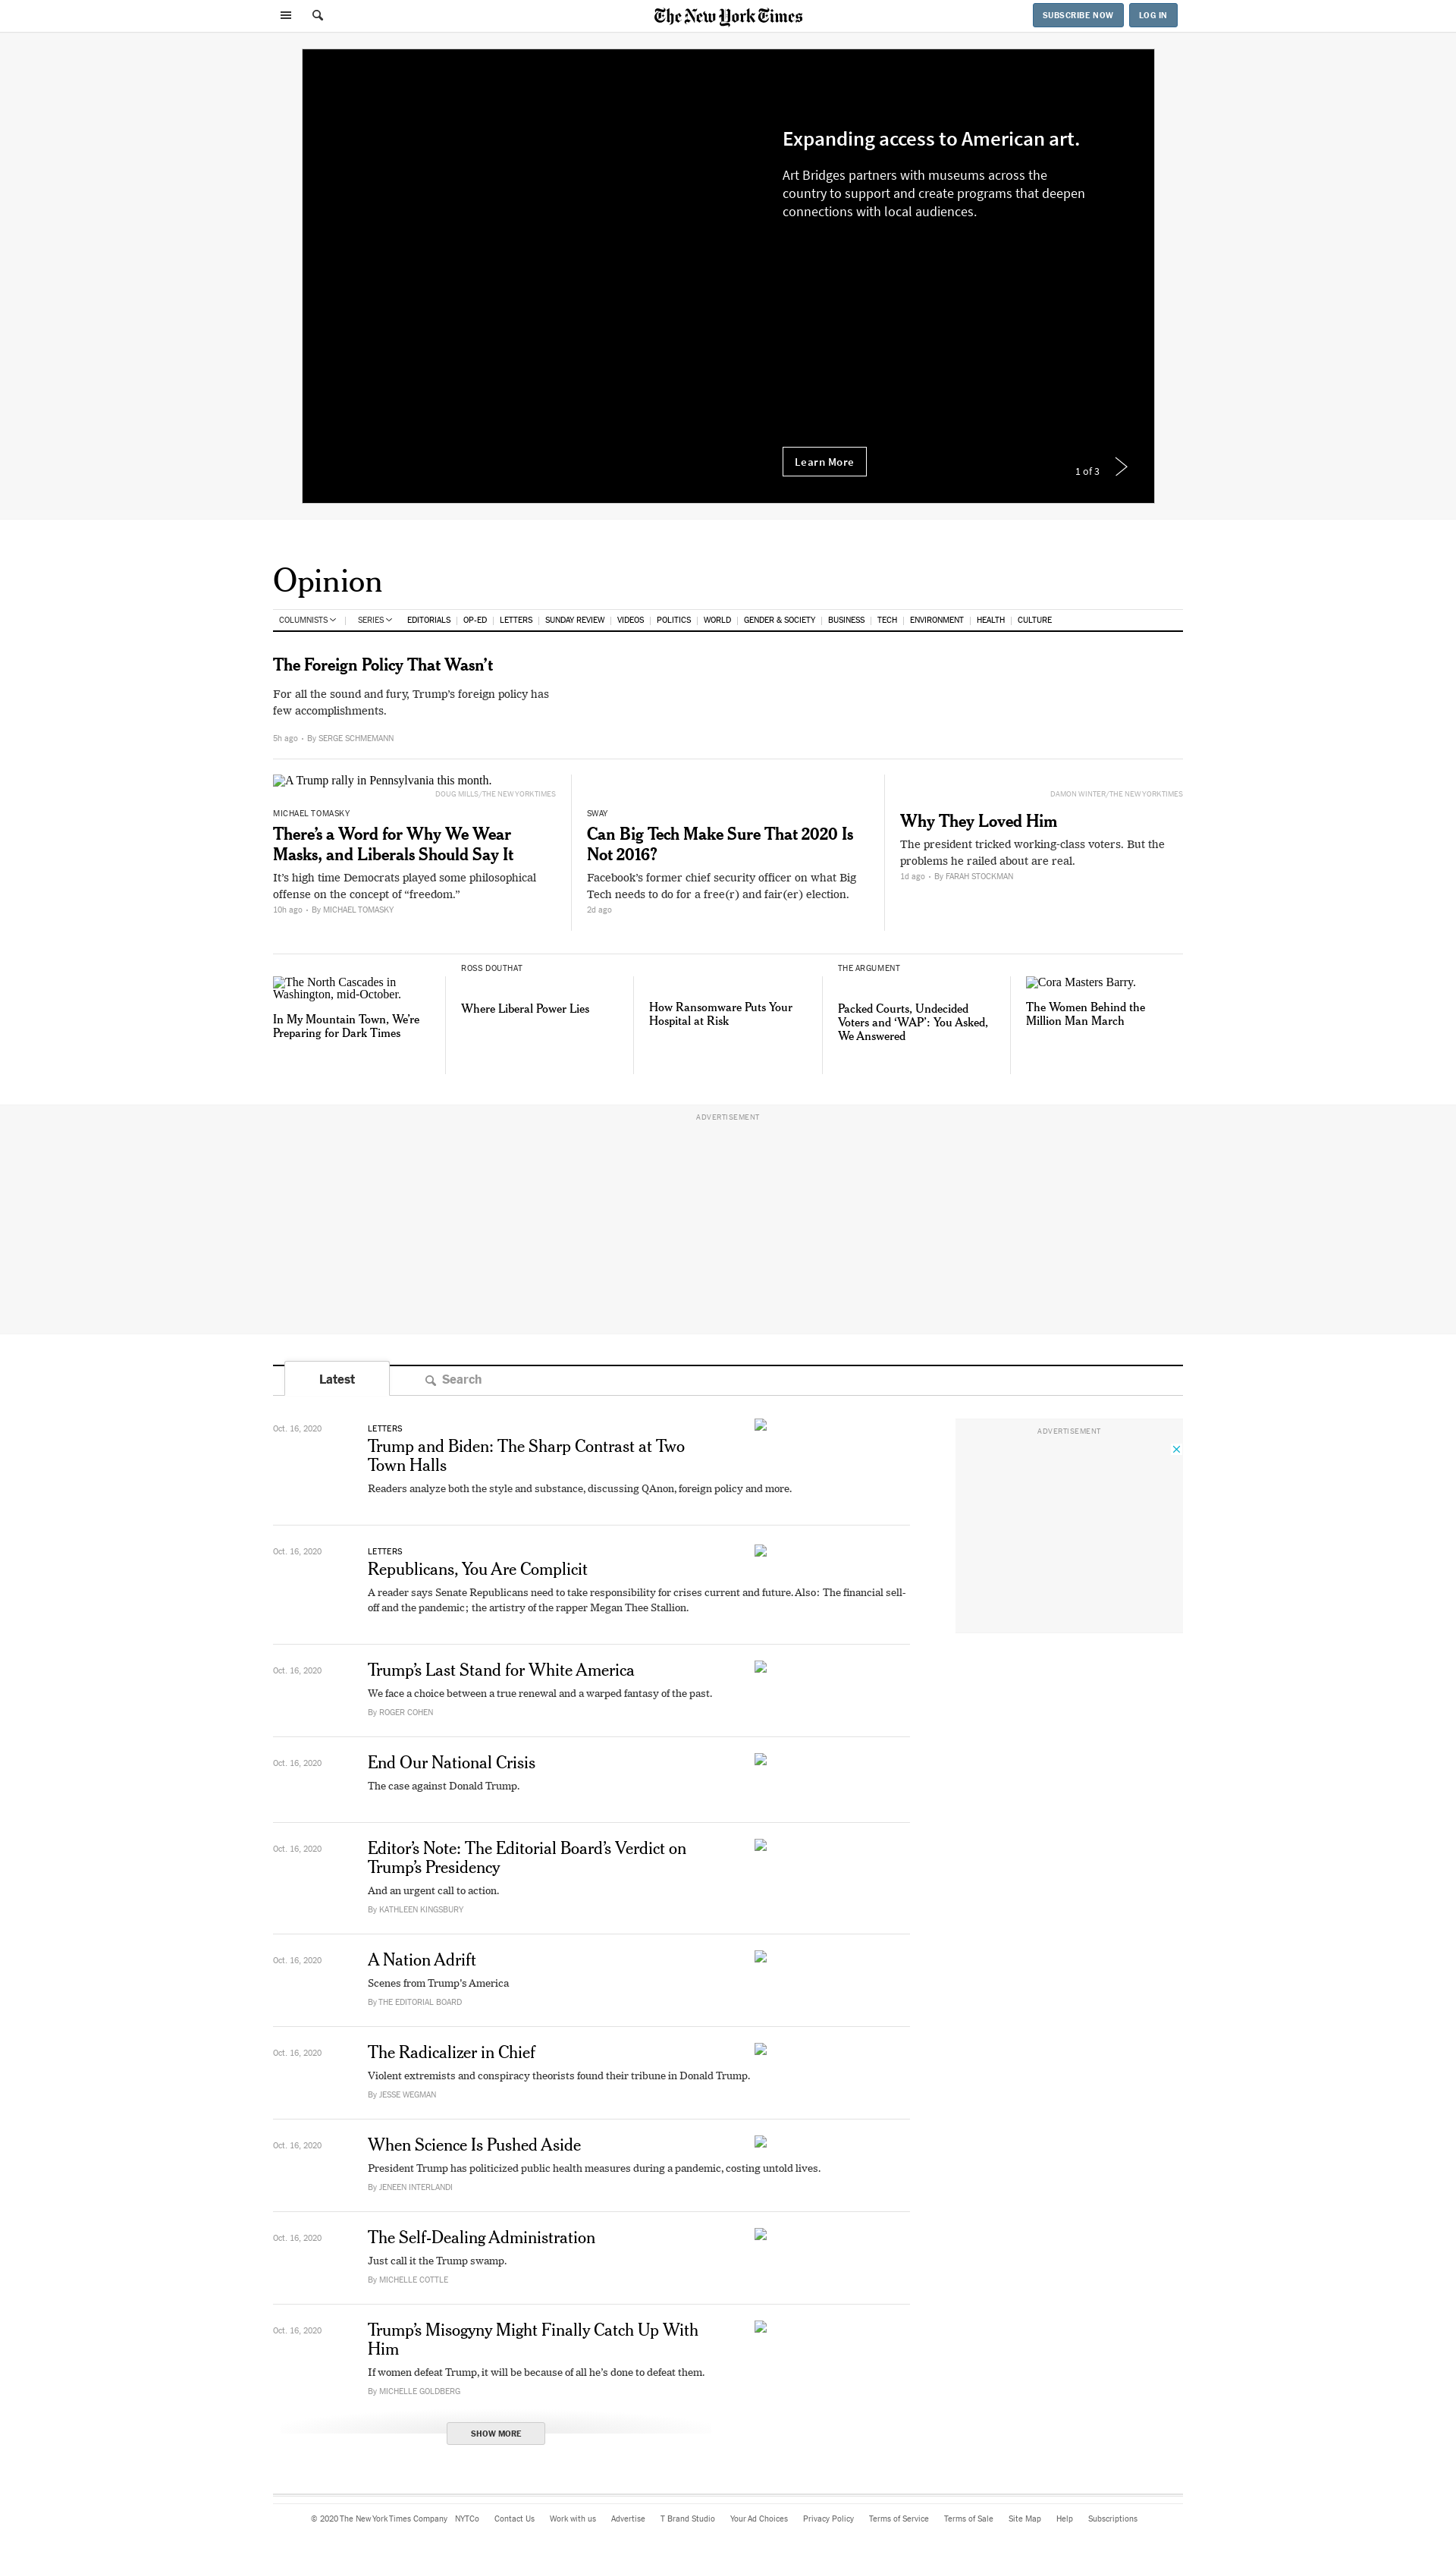 The New York Times
SUBSCRIBE NOW
LOG IN
Expanding access to American art.
Art Bridges partners with museums across the
country to support and create programs that deepen
connections with local audiences.
Learn More
1 of 3
Opinion
COLUMNISTS
SERIES
EDITORIALS
OP-ED
LETTERS
SUNDAY REVIEW
VIDEOS
POLITICS
WORLD
GENDER & SOCIETY
BUSINESS
TECH
ENVIRONMENT
HEALTH
CULTURE
The Foreign Policy That Wasn’t
For all the sound and fury, Trump’s foreign policy has
few accomplishments.
5h ago • By SERGE SCHMEMANN
A Trump rally in Pennsylvania this month.
DOUG MILLS/THE NEW YORK TIMES
MICHAEL TOMASKY
There’s a Word for Why We Wear
Masks, and Liberals Should Say It
It’s high time Democrats played some philosophical
offense on the concept of “freedom.”
10h ago • By MICHAEL TOMASKY
SWAY
Can Big Tech Make Sure That 2020 Is
Not 2016?
Facebook’s former chief security officer on what Big
Tech needs to do for a free(r) and fair(er) election.
2d ago
DAMON WINTER/THE NEW YORK TIMES
Why They Loved Him
The president tricked working-class voters. But the
problems he railed about are real.
1d ago • By FARAH STOCKMAN
The North Cascades in
Washington, mid-October.
In My Mountain Town, We’re
Preparing for Dark Times
ROSS DOUTHAT
Where Liberal Power Lies
How Ransomware Puts Your
Hospital at Risk
THE ARGUMENT
Packed Courts, Undecided
Voters and ‘WAP’: You Asked,
We Answered
Cora Masters Barry.
The Women Behind the
Million Man March
ADVERTISEMENT
Latest
Search
Oct. 16, 2020
LETTERS
Trump and Biden: The Sharp Contrast at Two
Town Halls
Readers analyze both the style and substance, discussing QAnon, foreign policy and more.
ADVERTISEMENT
Oct. 16, 2020
LETTERS
Republicans, You Are Complicit
A reader says Senate Republicans need to take responsibility for crises current and future. Also: The financial sell-
off and the pandemic; the artistry of the rapper Megan Thee Stallion.
Oct. 16, 2020
Trump’s Last Stand for White America
We face a choice between a true renewal and a warped fantasy of the past.
By ROGER COHEN
Oct. 16, 2020
End Our National Crisis
The case against Donald Trump.
Oct. 16, 2020
Editor’s Note: The Editorial Board’s Verdict on
Trump’s Presidency
And an urgent call to action.
By KATHLEEN KINGSBURY
Oct. 16, 2020
A Nation Adrift
Scenes from Trump’s America
By THE EDITORIAL BOARD
Oct. 16, 2020
The Radicalizer in Chief
Violent extremists and conspiracy theorists found their tribune in Donald Trump.
By JESSE WEGMAN
Oct. 16, 2020
When Science Is Pushed Aside
President Trump has politicized public health measures during a pandemic, costing untold lives.
By JENEEN INTERLANDI
Oct. 16, 2020
The Self-Dealing Administration
Just call it the Trump swamp.
By MICHELLE COTTLE
Oct. 16, 2020
Trump’s Misogyny Might Finally Catch Up With
Him
If women defeat Trump, it will be because of all he’s done to defeat them.
By MICHELLE GOLDBERG
SHOW MORE
© 2020 The New York Times Company NYTCo Contact Us Work with us Advertise T Brand Studio Your Ad Choices Privacy Policy Terms of Service Terms of Sale Site Map Help Subscriptions